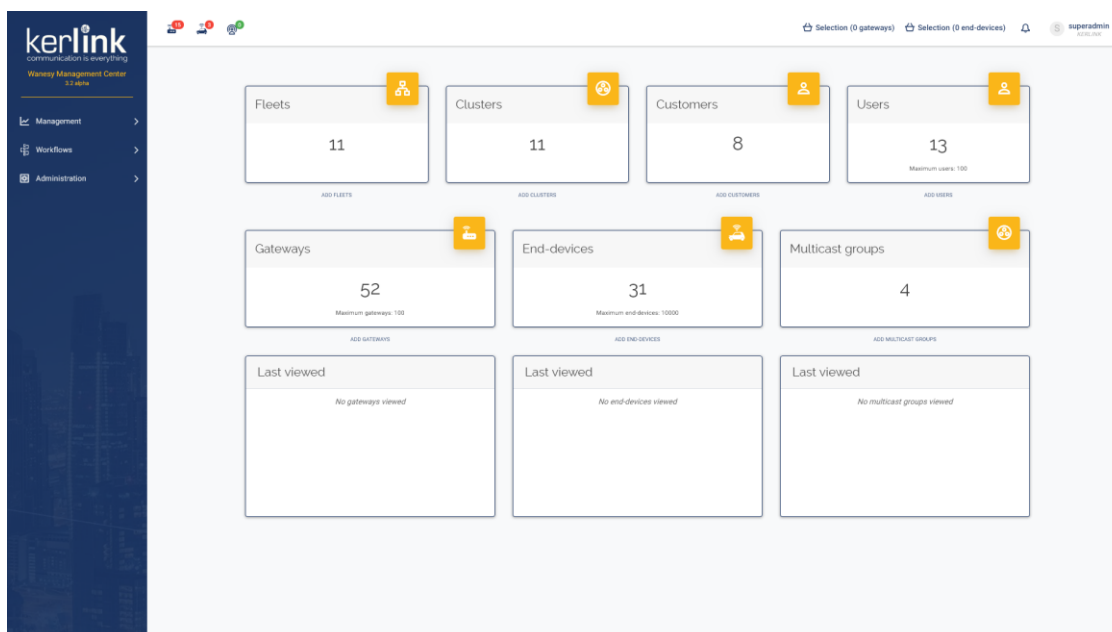 kerlink
communication is everything
Wanesy Management Center
3.2 alpha
Management
Workflows
Administration
15
Selection (0 gateways)
Selection (0 end-devices)
S
superadmin
KERLINK
Fleets
11
ADD FLEETS
Clusters
11
ADD CLUSTERS
Customers
8
ADD CUSTOMERS
Users
13
Maximum users: 100
ADD USERS
Gateways
52
Maximum gateways: 100
ADD GATEWAYS
End-devices
31
Maximum end-devices: 10000
ADD END-DEVICES
Multicast groups
4
ADD MULTICAST GROUPS
Last viewed
No gateways viewed
Last viewed
No end-devices viewed
Last viewed
No multicast groups viewed